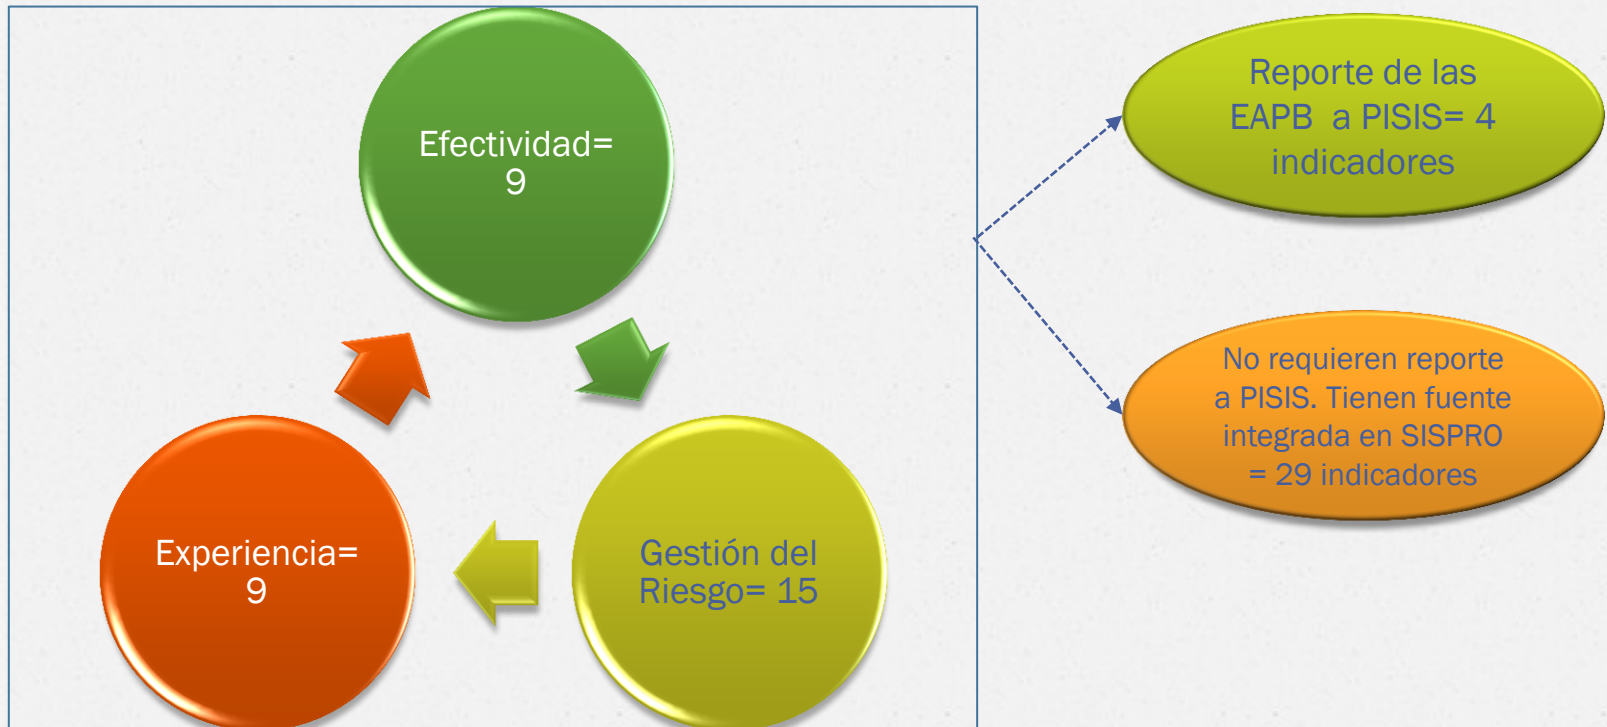 Efectividad=
9
Gestión del
Riesgo= 15
Experiencia=
9
Reporte de las
EAPB a PISIS= 4
indicadores
No requieren reporte
a PISIS. Tienen fuente
integrada en SISPRO
= 29 indicadores